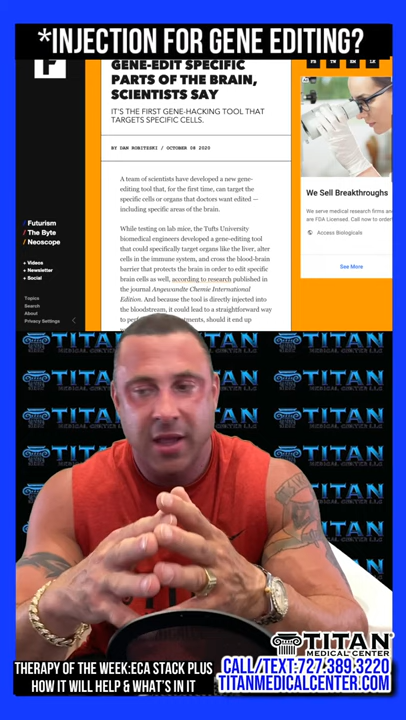 *INJECTION FOR GENE EDITING?
F
GENE-EDIT SPECIFIC
PARTS OF THE BRAIN,
SCIENTISTS SAY
IT'S THE FIRST GENE-HACKING TOOL THAT
TARGETS SPECIFIC CELLS.
BY DAN ROBITZSKI / OCTOBER 08 2020
A team of scientists have developed a new gene-
editing tool that, for the first time, can target the
specific cells or organs that doctors want edited —
including specific areas of the brain.
While testing on lab mice, the Tufts University
biomedical engineers developed a gene-editing tool
that could specifically target organs like the liver, alter
cells in the immune system, and cross the blood-brain
barrier that protects the brain in order to edit specific
brain cells as well, according to research published in
the journal Angewandte Chemie International
Edition. And because the tool is directly injected into
the bloodstream, it could lead to a straightforward way
should it end up
/ Futurism
/ The Byte
/ Neoscope
+ Videos
+ Newsletter
+ Social
Topics
Search
About
Privacy Settings
FB TW EM LK
We Sell Breakthroughs
We serve medical research firms and
are FDA Licensed. Call now to order
Access Biologicals
See More
TITAN
MEDICAL CENTER
THERAPY OF THE WEEK:ECA STACK PLUS
HOW IT WILL HELP & WHAT'S IN IT
CALL/TEXT:727.389.3220
TITANMEDICALCENTER.COM